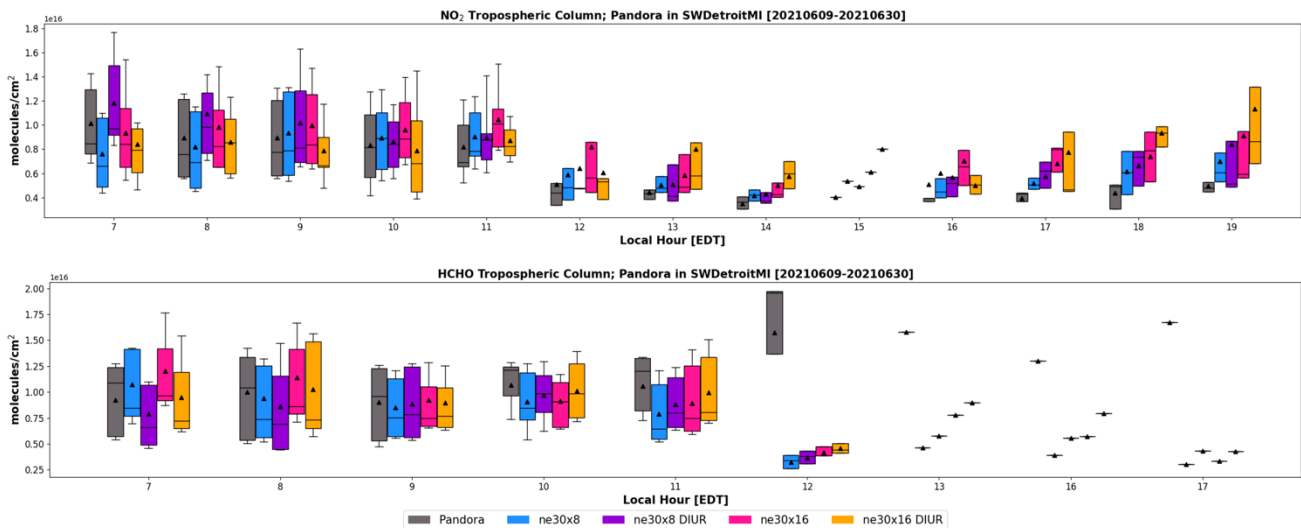 NO₂ Tropospheric Column; Pandora in SWDetroitMI [20210609-20210630]
1e16
molecules/cm²
1.8
1.6
1.4
1.2
1.0
0.8
0.6
0.4
7 8 9 10 11 12 13 14 15 16 17 18 19
Local Hour [EDT]
HCHO Tropospheric Column; Pandora in SWDetroitMI [20210609-20210630]
1e16
molecules/cm²
2.00
1.75
1.50
1.25
1.00
0.75
0.50
0.25
7 8 9 10 11 12 13 16 17
Local Hour [EDT]
Pandora ne30x8 ne30x8 DIUR ne30x16 ne30x16 DIUR